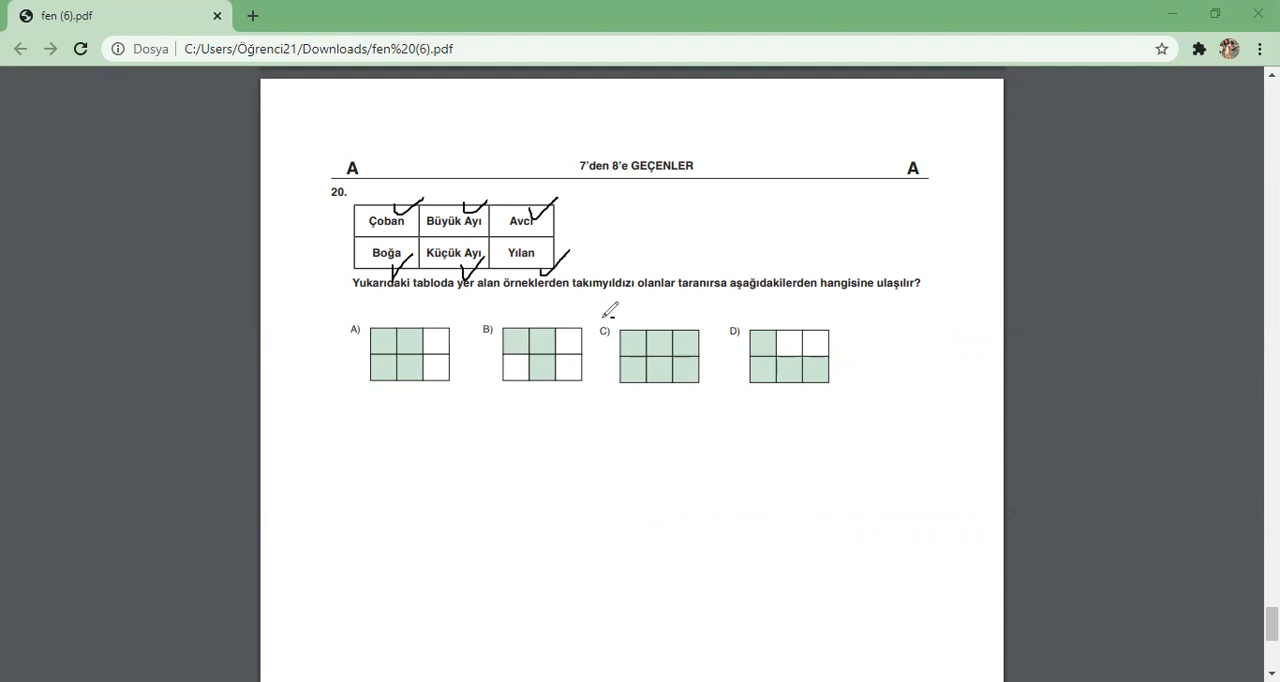 fen (6).pdf
Dosya C:/Users/Öğrenci21/Downloads/fen%20(6).pdf
A 7'den 8'e GEÇENLER A
20.
Çoban Büyük Ayı Avcı
Boğa Küçük Ayı Yılan
Yukarıdaki tabloda yer alan örneklerden takımyıldızı olanlar taranırsa aşağıdakilerden hangisine ulaşılır?
A) B) C) D)